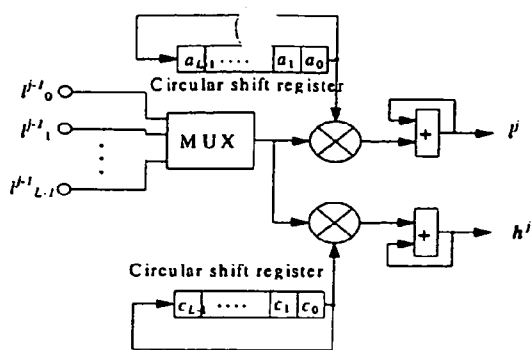 a_{L-1} ···· a_1 a_0
Circular shift register
l^{j-1}_0
l^{j-1}_1
l^{j-1}_{L-1}
MUX
+
l^j
+
h^j
Circular shift register
c_{L-1} ···· c_1 c_0